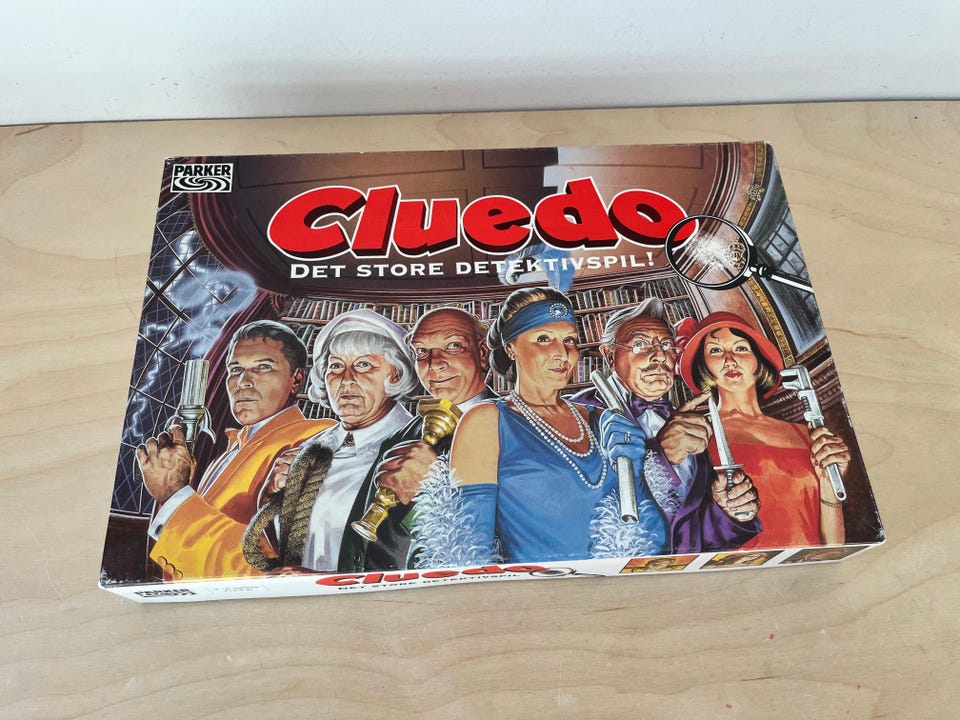 PARKER
Cluedo
DET STORE DETEKTIVSPIL!
Cluedo
DET STORE DETEKTIVSPIL
PARKER